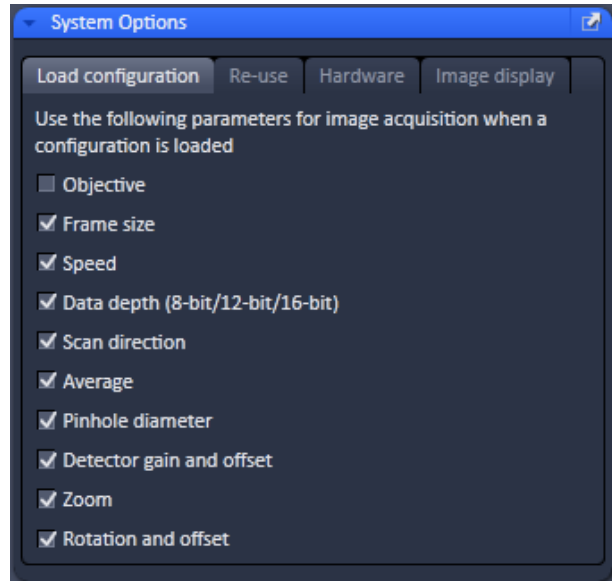 System Options
Load configuration Re-use Hardware Image display
Use the following parameters for image acquisition when a
configuration is loaded
Objective
Frame size
Speed
Data depth (8-bit/12-bit/16-bit)
Scan direction
Average
Pinhole diameter
Detector gain and offset
Zoom
Rotation and offset